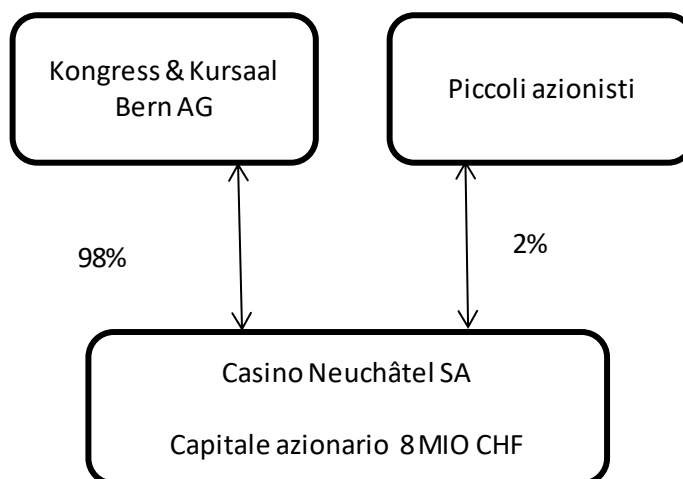 Kongress & Kursaal
Bern AG
Piccoli azionisti
98%
2%
Casino Neuchâtel SA
Capitale azionario 8 MIO CHF